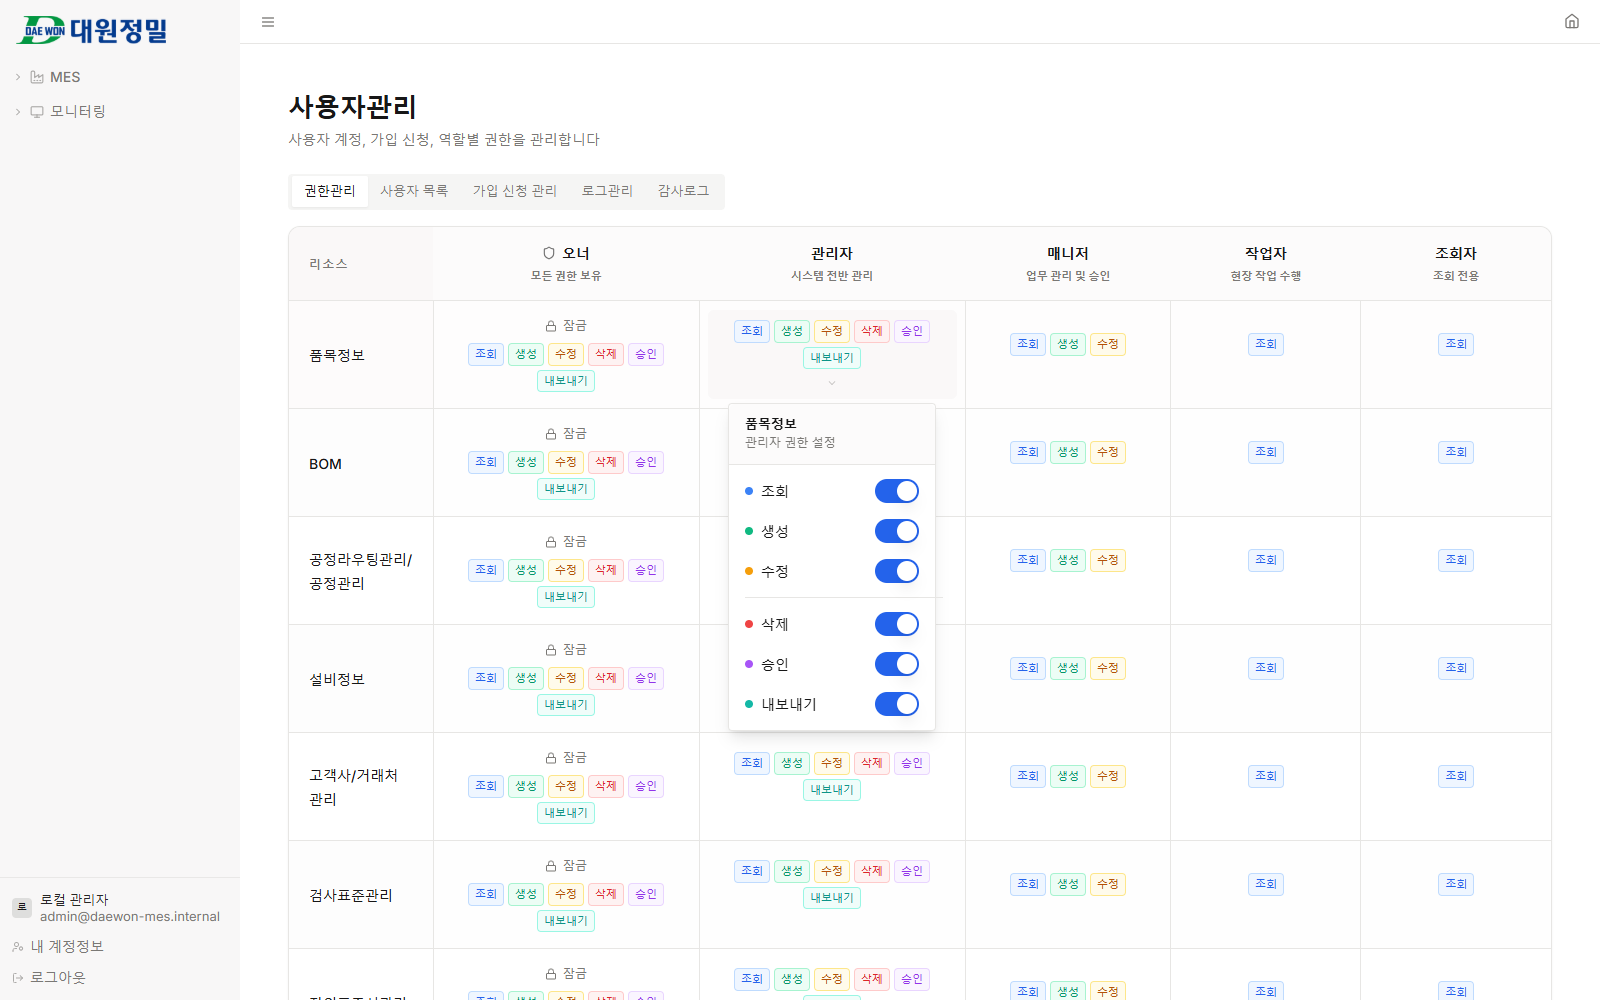 DAE WON 대원정밀
MES
모니터링
사용자관리
사용자 계정, 가입 신청, 역할별 권한을 관리합니다
권한관리 사용자 목록 가입 신청 관리 로그관리 감사로그
리소스 오너 관리자 매니저 작업자 조회자
모든 권한 보유 시스템 전반 관리 업무 관리 및 승인 현장 작업 수행 조회 전용
품목정보
잠금
조회 생성 수정 삭제 승인
내보내기
조회 생성 수정 삭제 승인
내보내기
조회 생성 수정
조회
조회
BOM
잠금
조회 생성 수정 삭제 승인
내보내기
조회 생성 수정
조회
조회
품목정보
관리자 권한 설정
조회
생성
수정
삭제
승인
내보내기
공정라우팅관리/
공정관리
잠금
조회 생성 수정 삭제 승인
내보내기
조회 생성 수정
조회
조회
설비정보
잠금
조회 생성 수정 삭제 승인
내보내기
조회 생성 수정
조회
조회
고객사/거래처
관리
잠금
조회 생성 수정 삭제 승인
내보내기
조회 생성 수정 삭제 승인
내보내기
조회 생성 수정
조회
조회
검사표준관리
잠금
조회 생성 수정 삭제 승인
내보내기
조회 생성 수정 삭제 승인
내보내기
조회 생성 수정
조회
조회
잠금
조회 생성 수정 삭제 승인
조회 생성 수정 삭제 승인
조회 생성 수정
조회
조회
로
로컬 관리자
admin@daewon-mes.internal
내 계정정보
로그아웃